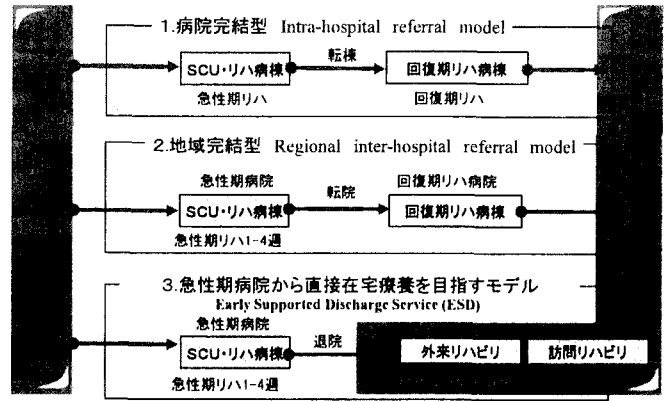 1.病院完結型 Intra-hospital referral model
SCU・リハ病棟
転棟
回復期リハ病棟
急性期リハ
回復期リハ
2.地域完結型 Regional inter-hospital referral model
急性期病院
回復期リハ病院
SCU・リハ病棟
転院
回復期リハ病棟
急性期リハ1-4週
3.急性期病院から直接在宅療養を目指すモデル
Early Supported Discharge Service (ESD)
急性期病院
SCU・リハ病棟
退院
外来リハビリ
訪問リハビリ
急性期リハ1-4週